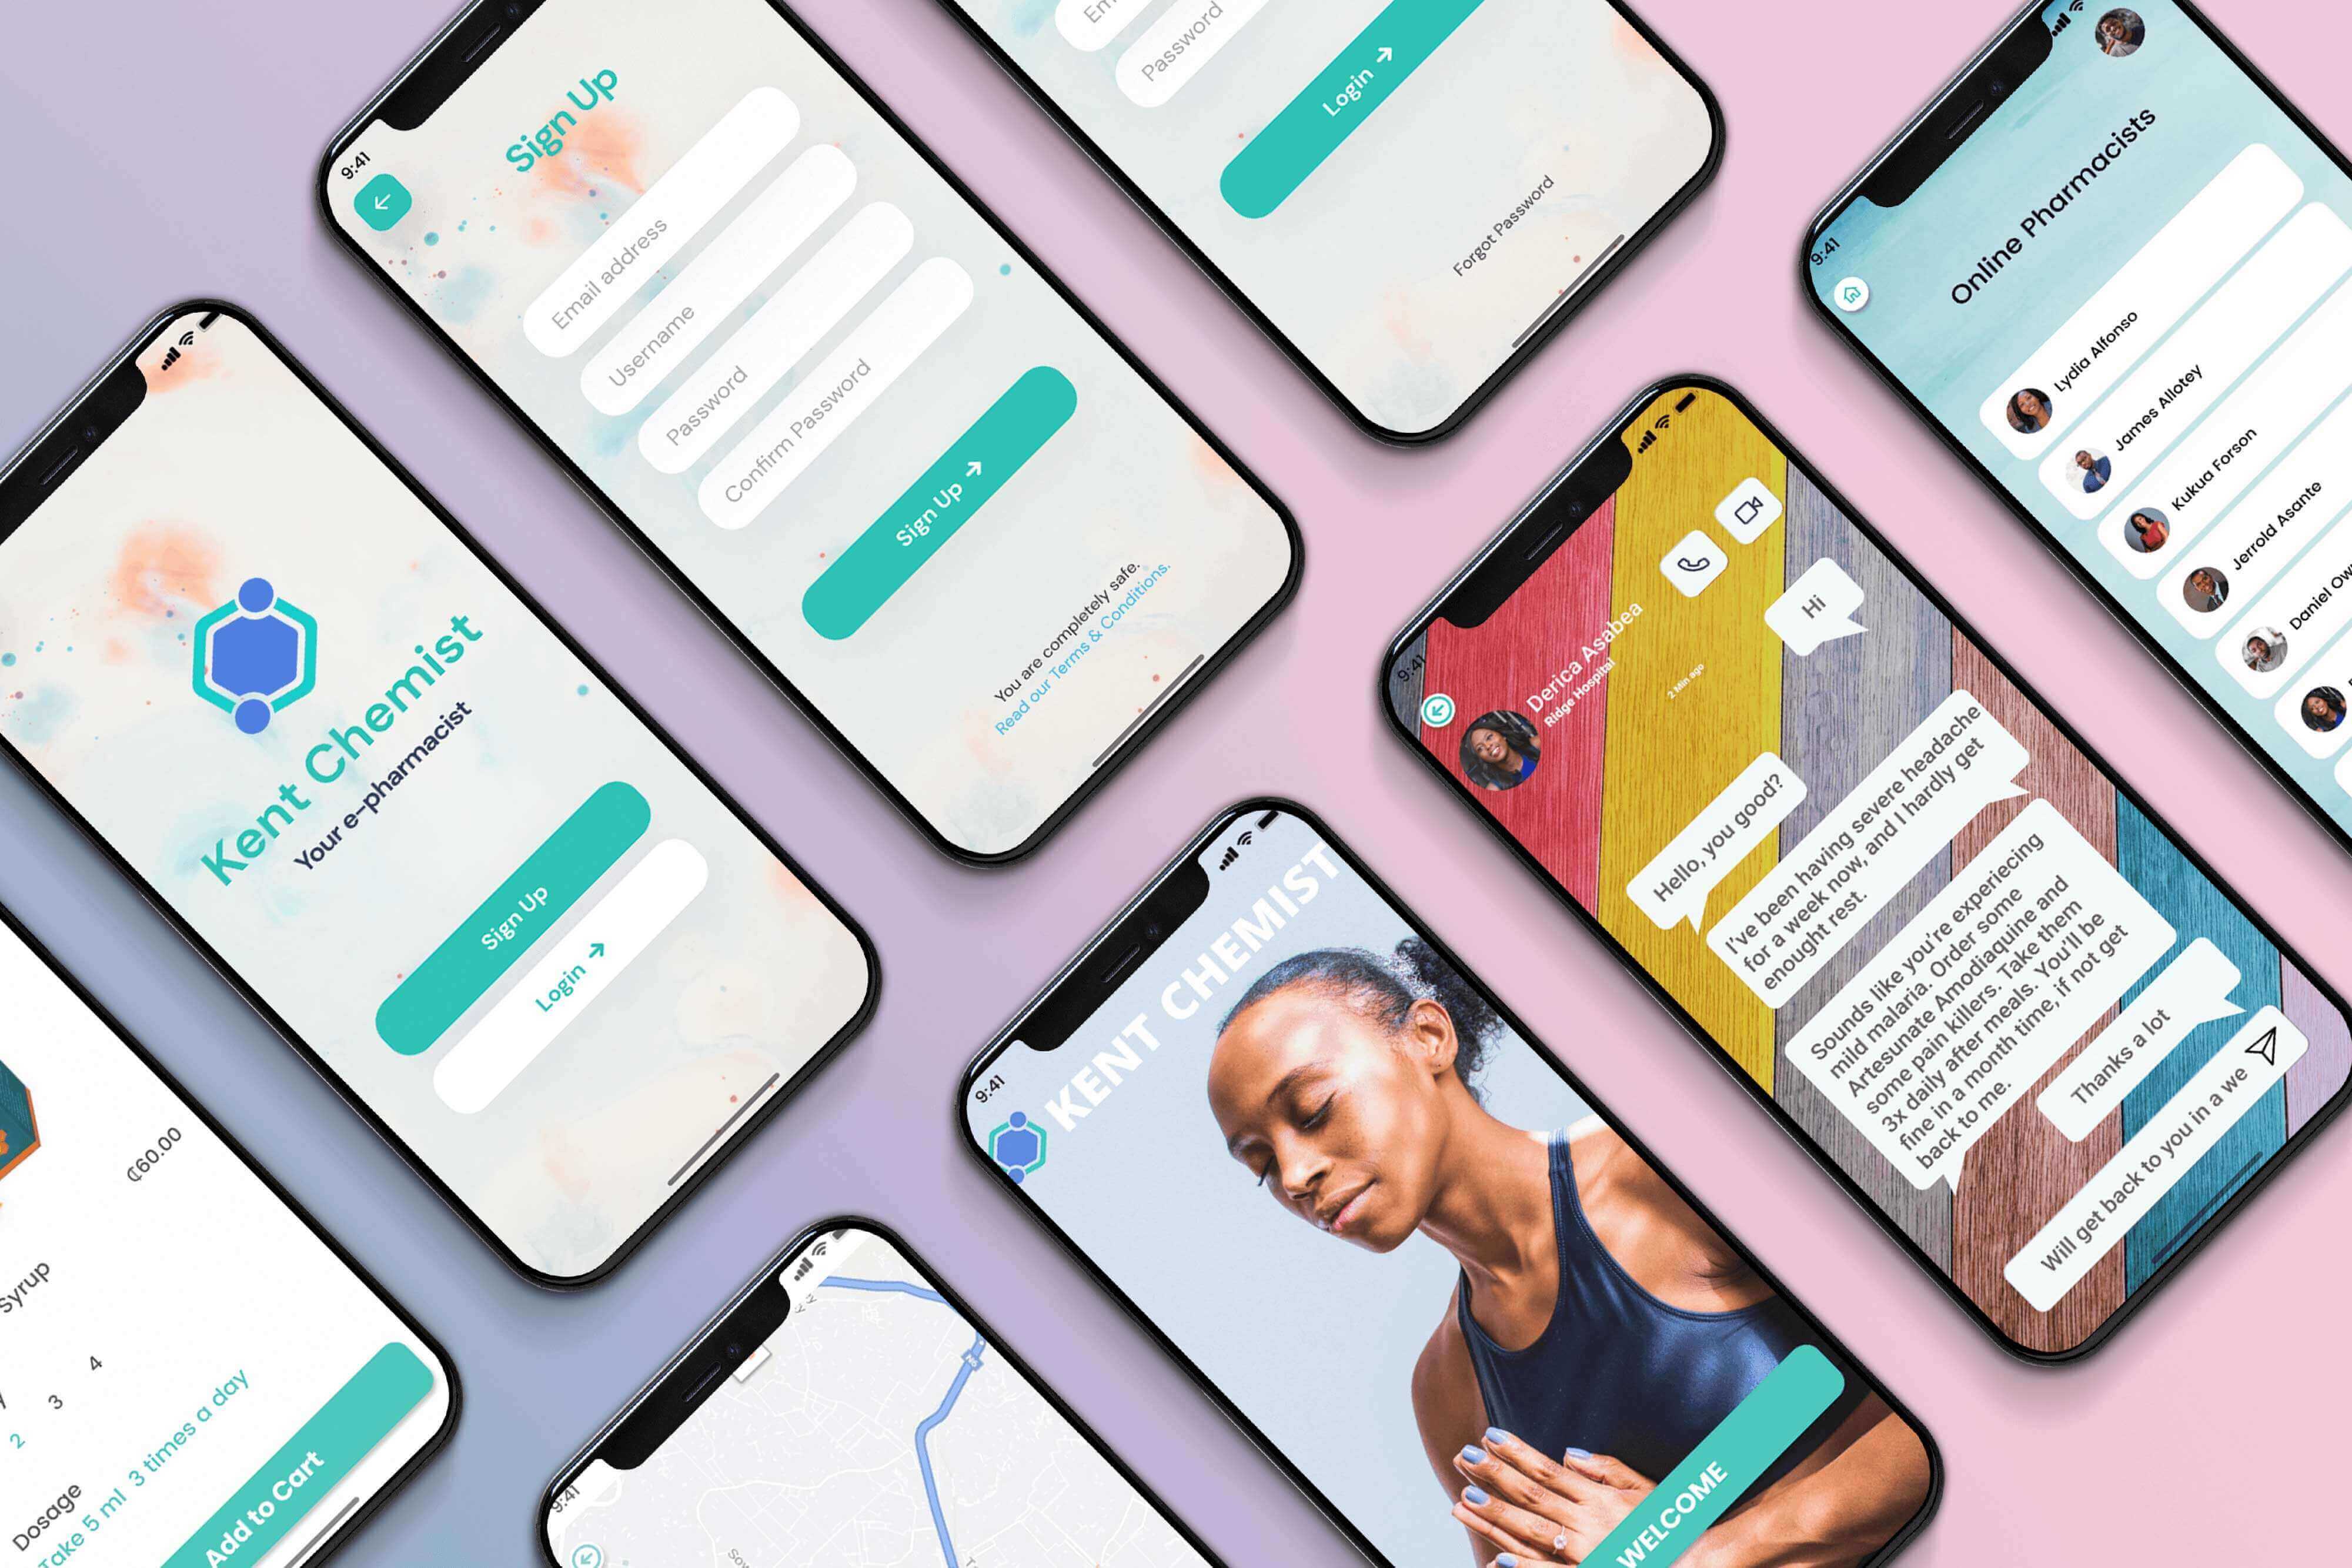 9:41
Sign Up
Email address
Username
Password
Confirm Password
Sign Up
You are completely safe.
Read our Terms & Conditions.
Password
Login
Forgot Password
9:41
Online Pharmacists
Lydia Alfonso
James Allotey
Kukua Forson
Jerrold Asante
Daniel
Kent Chemist
Your e-pharmacist
Sign Up
Login
9:41
Derica Asabea
Ridge Hospital
2 Min ago
Hi
Hello, you good?
I've been having severe headache
for a week now, and I hardly get
enought rest.
Sounds like you're experiecing
mild malaria. Order some
Artesunate Amodiaquine and
some pain killers. Take them
3x daily after meals. You'll be
fine in a month time, if not get
back to me.
Thanks a lot
Will get back to you in a we
9:41
KENT CHEMIST
WELCOME
₵60.00
Syrup
2 3 4
Dosage
Take 5 ml 3 times a day
Add to Cart
9:41
N6